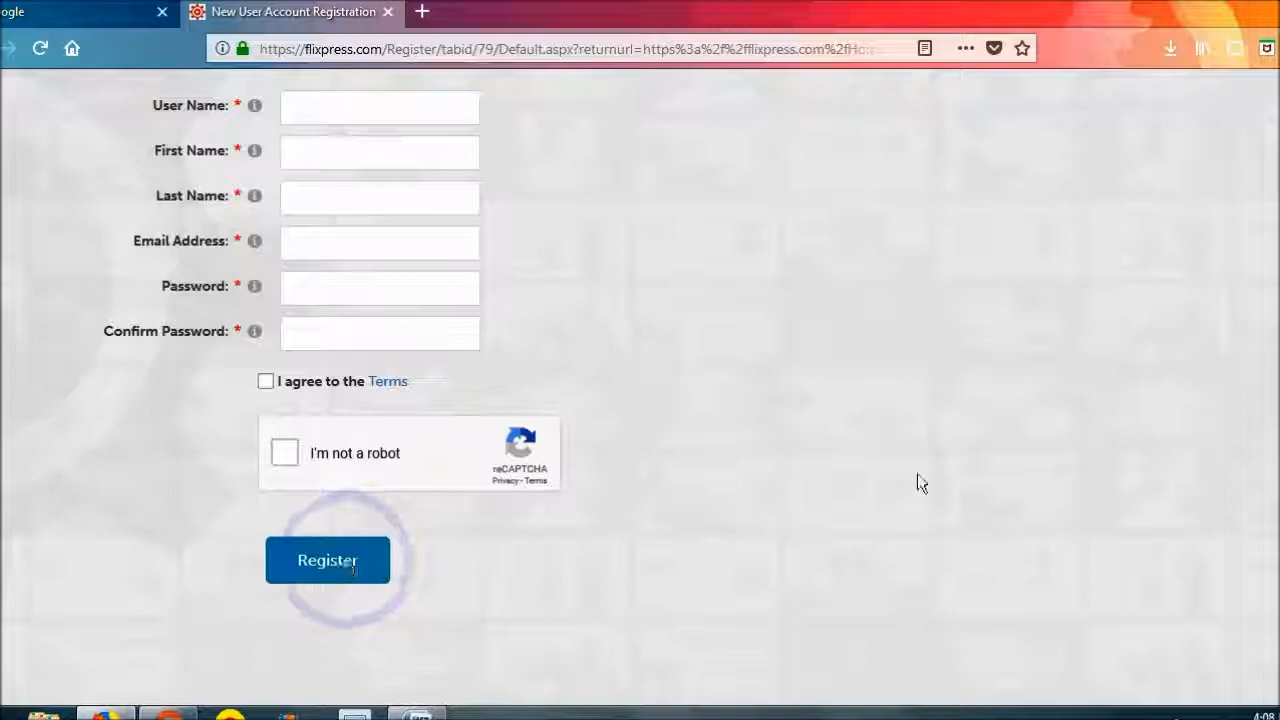 ogle
New User Account Registration
https://flixpress.com/Register/tabid/79/Default.aspx?returnurl=https%3a%2f%2fflixpress.com%2fHo
User Name: *
First Name: *
Last Name: *
Email Address: *
Password: *
Confirm Password: *
I agree to the Terms
I'm not a robot
reCAPTCHA
Privacy - Terms
Register
4:08